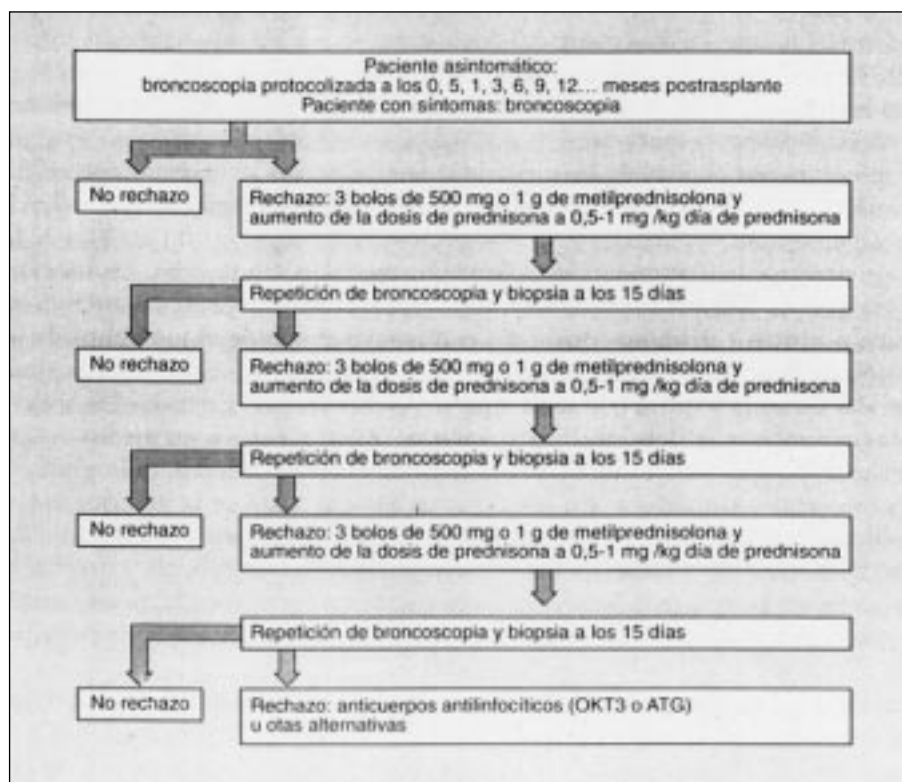 Paciente asintomático:
broncoscopia protocolizada a los 0, 5, 1, 3, 6, 9, 12... meses postrasplante
Paciente con síntomas: broncoscopia
No rechazo
Rechazo: 3 bolos de 500 mg o 1 g de metilprednisolona y
aumento de la dosis de prednisona a 0,5-1 mg /kg día de prednisona
Repetición de broncoscopia y biopsia a los 15 días
No rechazo
Rechazo: 3 bolos de 500 mg o 1 g de metilprednisolona y
aumento de la dosis de prednisona a 0,5-1 mg /kg día de prednisona
Repetición de broncoscopia y biopsia a los 15 días
No rechazo
Rechazo: 3 bolos de 500 mg o 1 g de metilprednisolona y
aumento de la dosis de prednisona a 0,5-1 mg /kg día de prednisona
Repetición de broncoscopia y biopsia a los 15 días
No rechazo
Rechazo: anticuerpos antilinfocíticos (OKT3 o ATG)
u otas alternativas